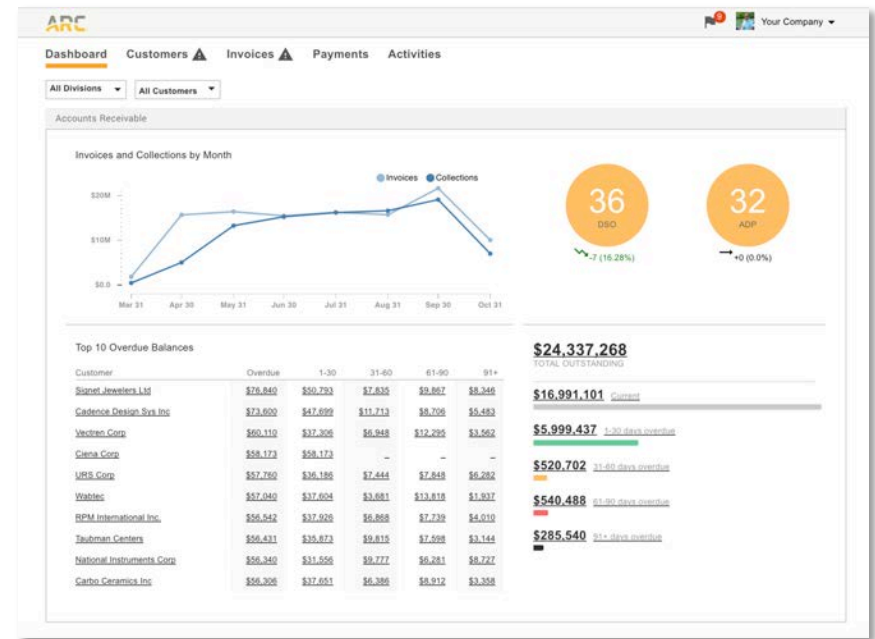 ARC
9
Your Company
Dashboard Customers Invoices Payments Activities
All Divisions All Customers
Accounts Receivable
Invoices and Collections by Month
Invoices Collections
$20M
$10M
$0.0
Mar 31 Apr 30 May 31 Jun 30 Jul 31 Aug 31 Sep 30 Oct 31
36
DSO
-7 (16.28%)
32
ADP
+0 (0.0%)
Top 10 Overdue Balances
Customer Overdue 1-30 31-60 61-90 91+
Signet Jewelers Ltd $76,840 $50,793 $7,835 $9,867 $8,346
Cadence Design Sys Inc $73,600 $47,699 $11,713 $8,706 $5,483
Vectren Corp $60,110 $37,306 $6,948 $12,295 $3,562
Ciena Corp $58,173 $58,173 – – –
URS Corp $57,760 $36,186 $7,444 $7,848 $6,282
Wabtec $57,040 $37,604 $3,681 $13,818 $1,937
RPM International Inc. $56,542 $37,926 $6,868 $7,739 $4,010
Taubman Centers $56,431 $35,873 $9,815 $7,598 $3,144
National Instruments Corp $56,340 $31,556 $9,777 $6,281 $8,727
Carbo Ceramics Inc $56,306 $37,651 $6,386 $8,912 $3,358
$24,337,268
TOTAL OUTSTANDING
$16,991,101 Current
$5,999,437 1-30 days overdue
$520,702 31-60 days overdue
$540,488 61-90 days overdue
$285,540 91+ days overdue